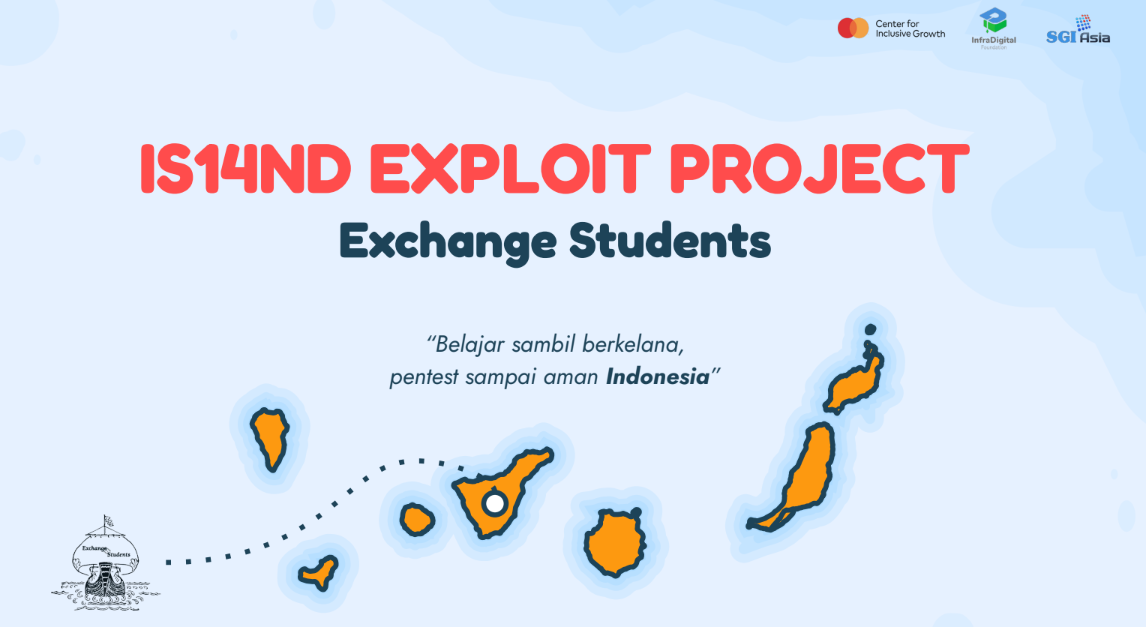 Center for
Inclusive Growth
InfraDigital
Foundation
SGI Asia
IS14ND EXPLOIT PROJECT
Exchange Students
“Belajar sambil berkelana,
pentest sampai aman Indonesia”
Exchange
Students